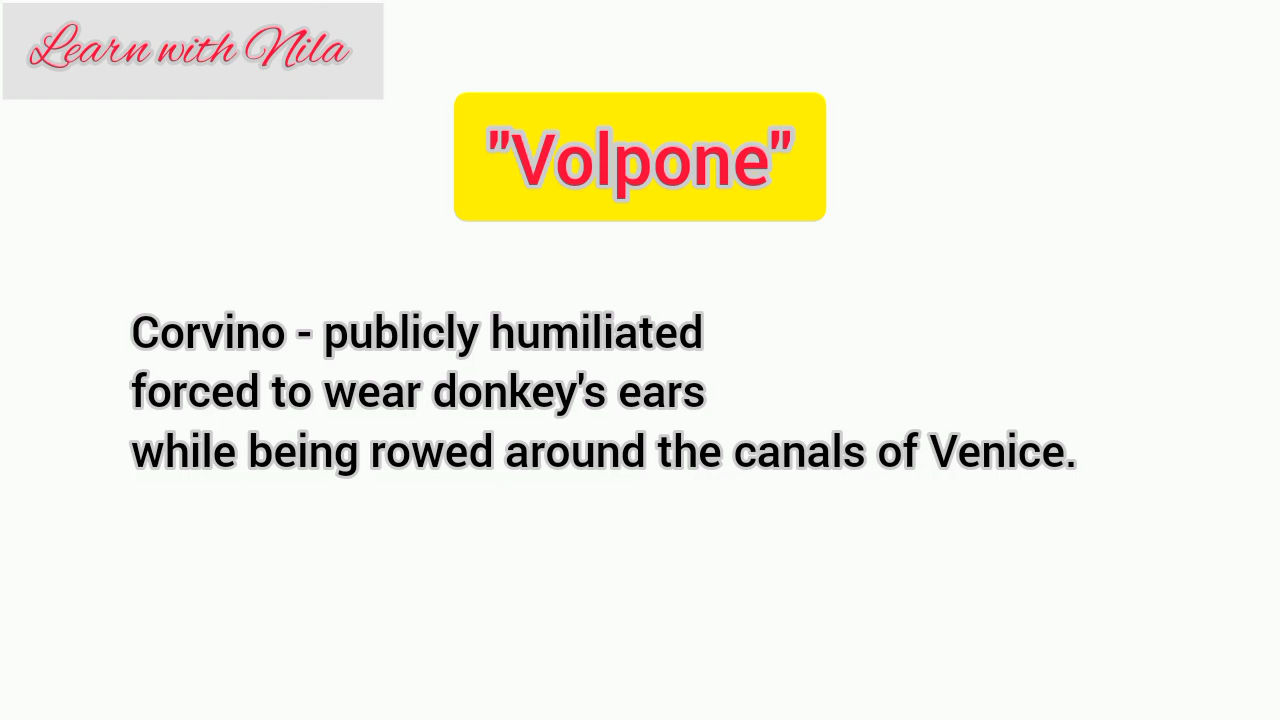 Learn with Nila
"Volpone"
Corvino - publicly humiliated
forced to wear donkey's ears
while being rowed around the canals of Venice.